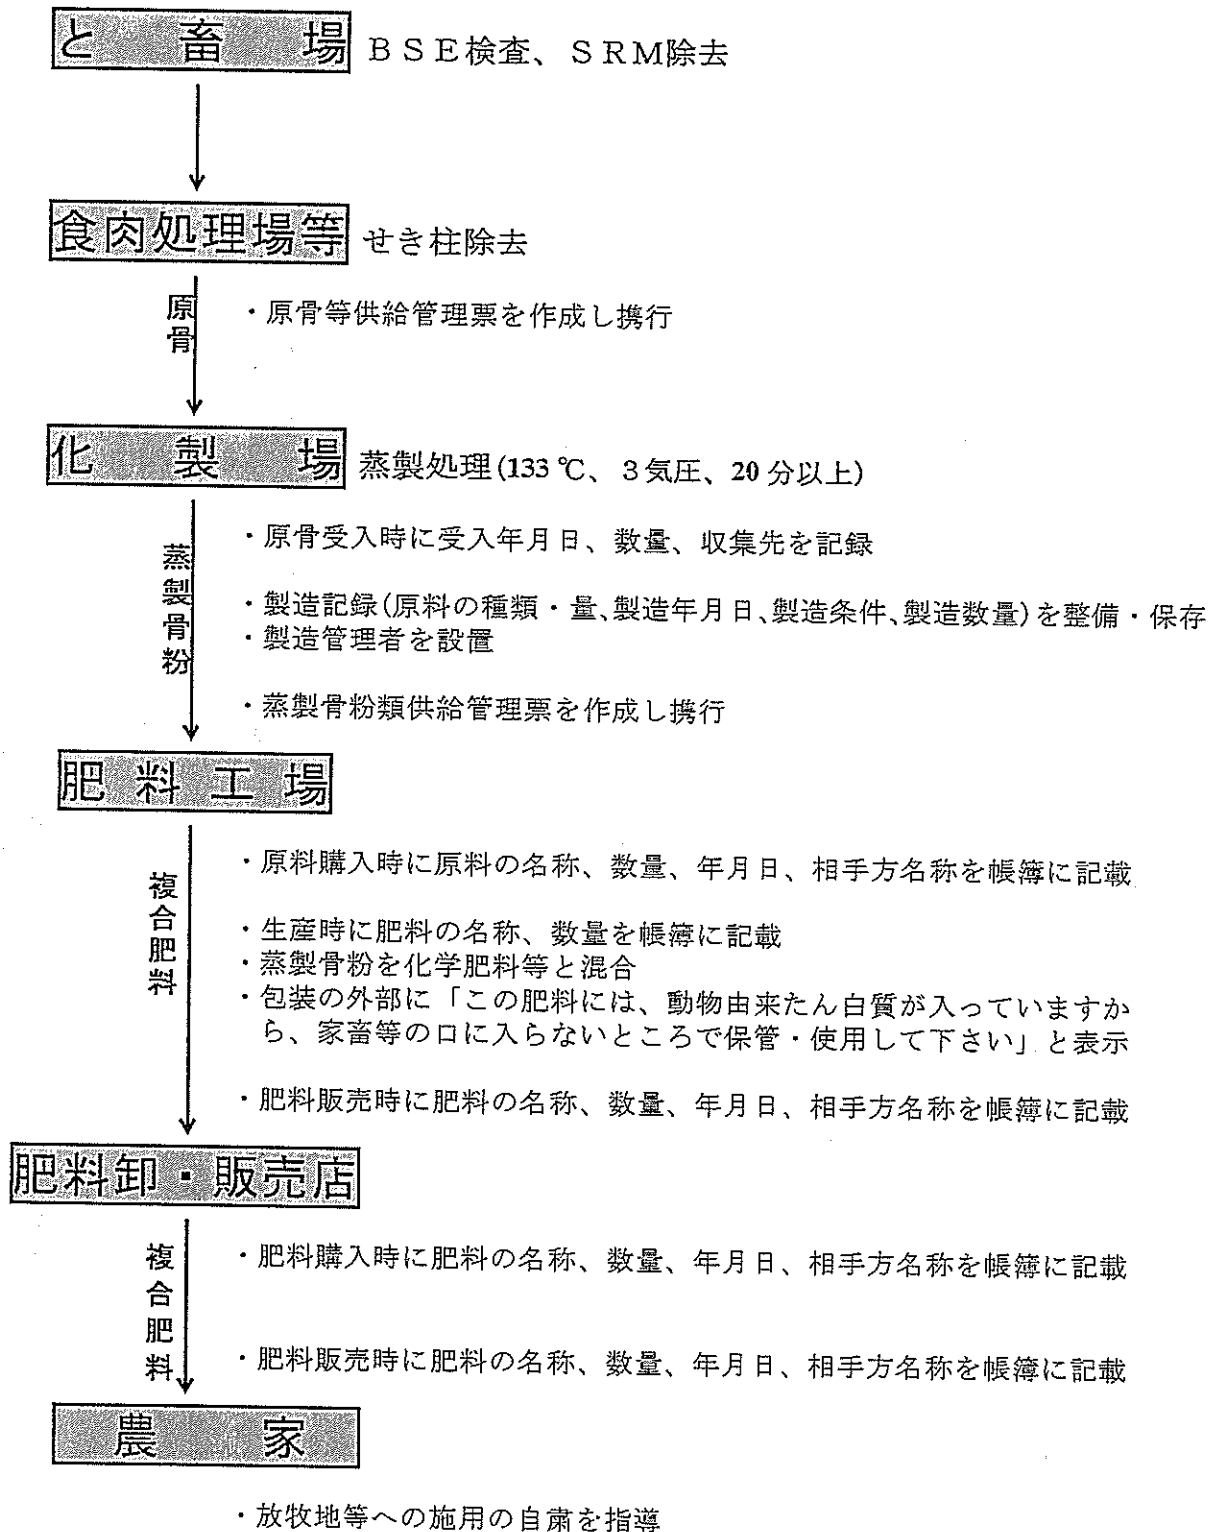 と畜場 ＢＳＥ検査、ＳＲＭ除去
食肉処理場等 せき柱除去
原骨
・原骨等供給管理票を作成し携行
化製場 蒸製処理(133℃、３気圧、20分以上)
蒸製骨粉
・原骨受入時に受入年月日、数量、収集先を記録
・製造記録(原料の種類・量、製造年月日、製造条件、製造数量)を整備・保存
・製造管理者を設置
・蒸製骨粉類供給管理票を作成し携行
肥料工場
複合肥料
・原料購入時に原料の名称、数量、年月日、相手方名称を帳簿に記載
・生産時に肥料の名称、数量を帳簿に記載
・蒸製骨粉を化学肥料等と混合
・包装の外部に「この肥料には、動物由来たん白質が入っていますか
ら、家畜等の口に入らないところで保管・使用して下さい」と表示
・肥料販売時に肥料の名称、数量、年月日、相手方名称を帳簿に記載
肥料卸・販売店
複合肥料
・肥料購入時に肥料の名称、数量、年月日、相手方名称を帳簿に記載
・肥料販売時に肥料の名称、数量、年月日、相手方名称を帳簿に記載
農家
・放牧地等への施用の自粛を指導